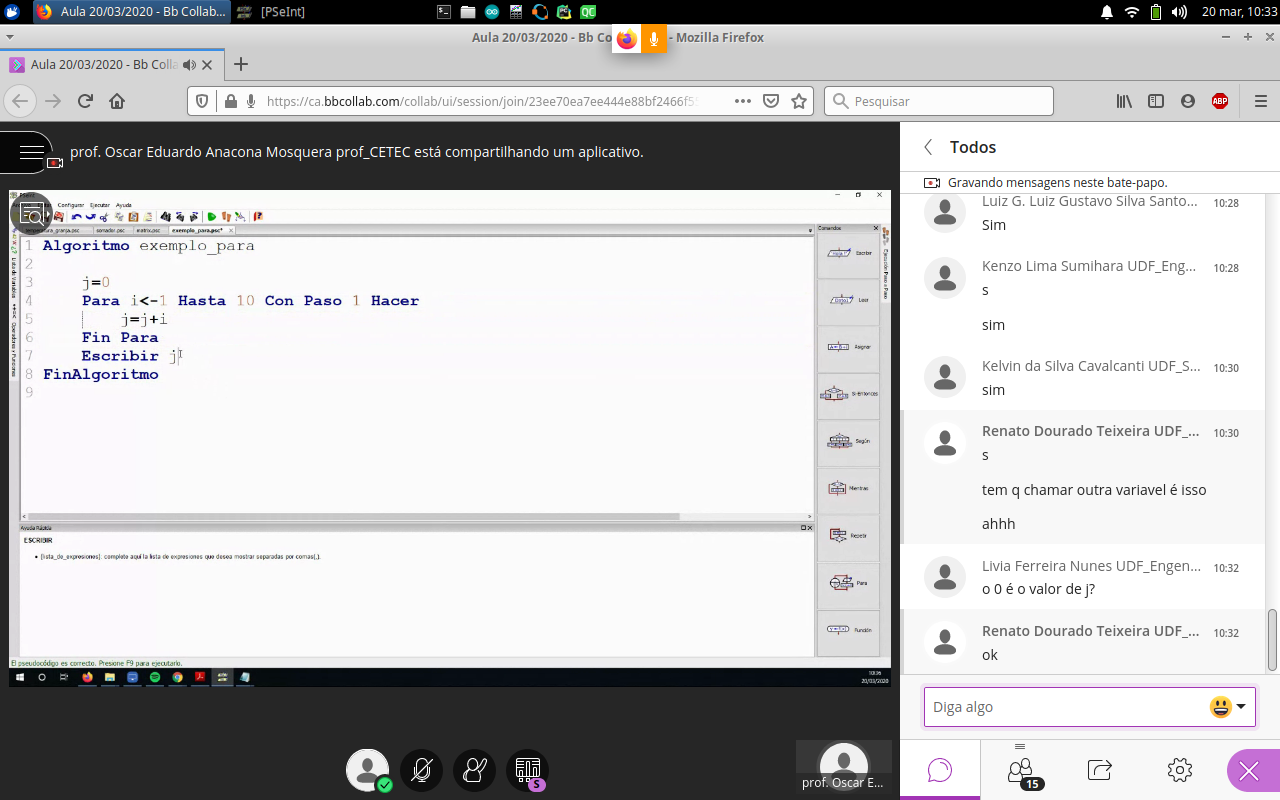 Aula 20/03/2020 - Bb Collab...
[PSeInt]
20 mar, 10:33
Aula 20/03/2020 - Bb Co
- Mozilla Firefox
Aula 20/03/2020 - Bb Colla
https://ca.bbcollab.com/collab/ui/session/join/23ee70ea7ee444e88bf2466f5
Pesquisar
ABP
prof. Oscar Eduardo Anacona Mosquera prof_CETEC está compartilhando um aplicativo.
Configurar Ejecutar Ayuda
somador.psc
matrix.psc
exemplo_para.psc*
1 Algoritmo exemplo_para
2
3 j=0
4 Para i<-1 Hasta 10 Con Paso 1 Hacer
5 j=j+i
6 Fin Para
7 Escribir j
8 FinAlgoritmo
9
Comandos
Escribir
Leer
Asignar
Si-Entonces
Según
Mientras
Repetir
Para
Función
Ayuda Rápida
ESCRIBIR
• {lista_de_expresiones}: complete aquí la lista de expresiones que desea mostrar separadas por comas(,).
El pseudocódigo es correcto. Presione F9 para ejecutarlo.
20/03/2020
prof. Oscar E...
Todos
Gravando mensagens neste bate-papo.
Luiz G. Luiz Gustavo Silva Santo...
10:28
Sim
Kenzo Lima Sumihara UDF_Eng...
10:28
s
sim
Kelvin da Silva Cavalcanti UDF_S...
10:30
sim
Renato Dourado Teixeira UDF_...
10:30
s
tem q chamar outra variavel é isso
ahhh
Livia Ferreira Nunes UDF_Engen...
10:32
o 0 é o valor de j?
Renato Dourado Teixeira UDF_...
10:32
ok
Diga algo
15